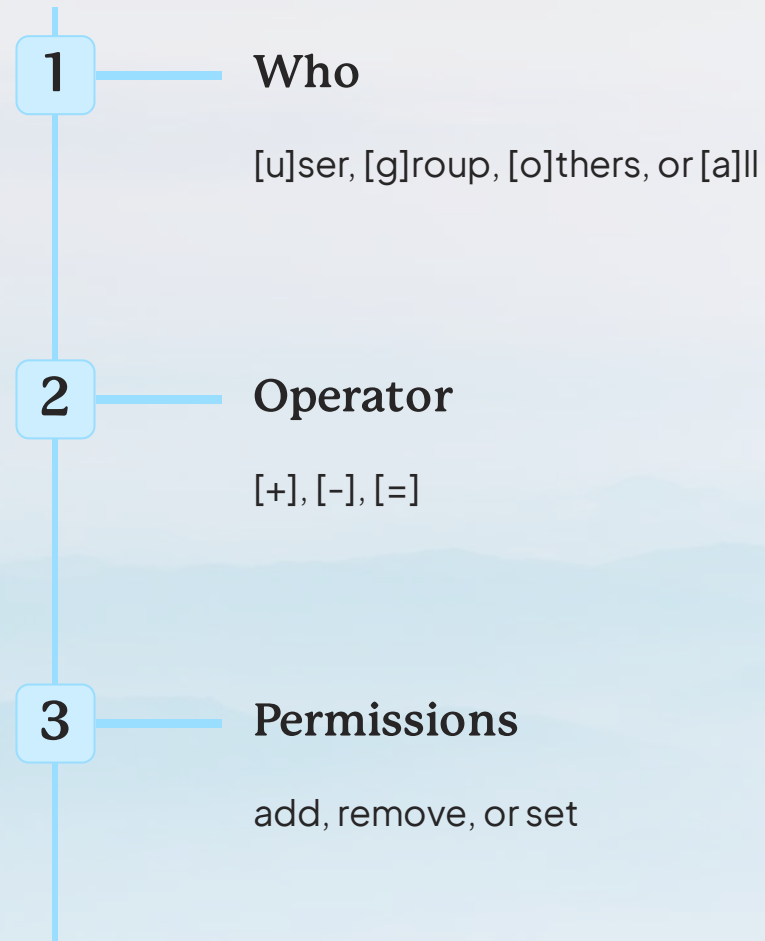 1
Who
[u]ser, [g]roup, [o]thers, or [a]ll
2
Operator
[+], [-], [=]
3
Permissions
add, remove, or set